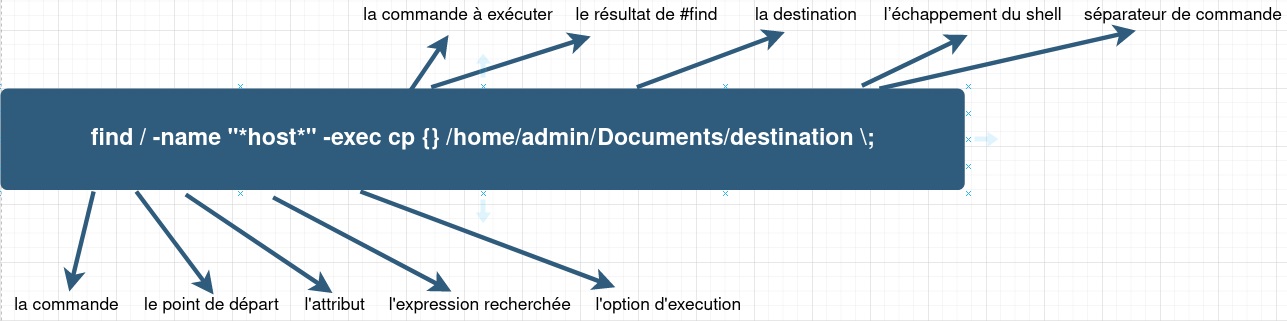 la commande à exécuter le résultat de #find la destination l'échappement du shell séparateur de commande
find / -name "*host*" -exec cp {} /home/admin/Documents/destination \;
la commande le point de départ l'attribut l'expression recherchée l'option d'execution